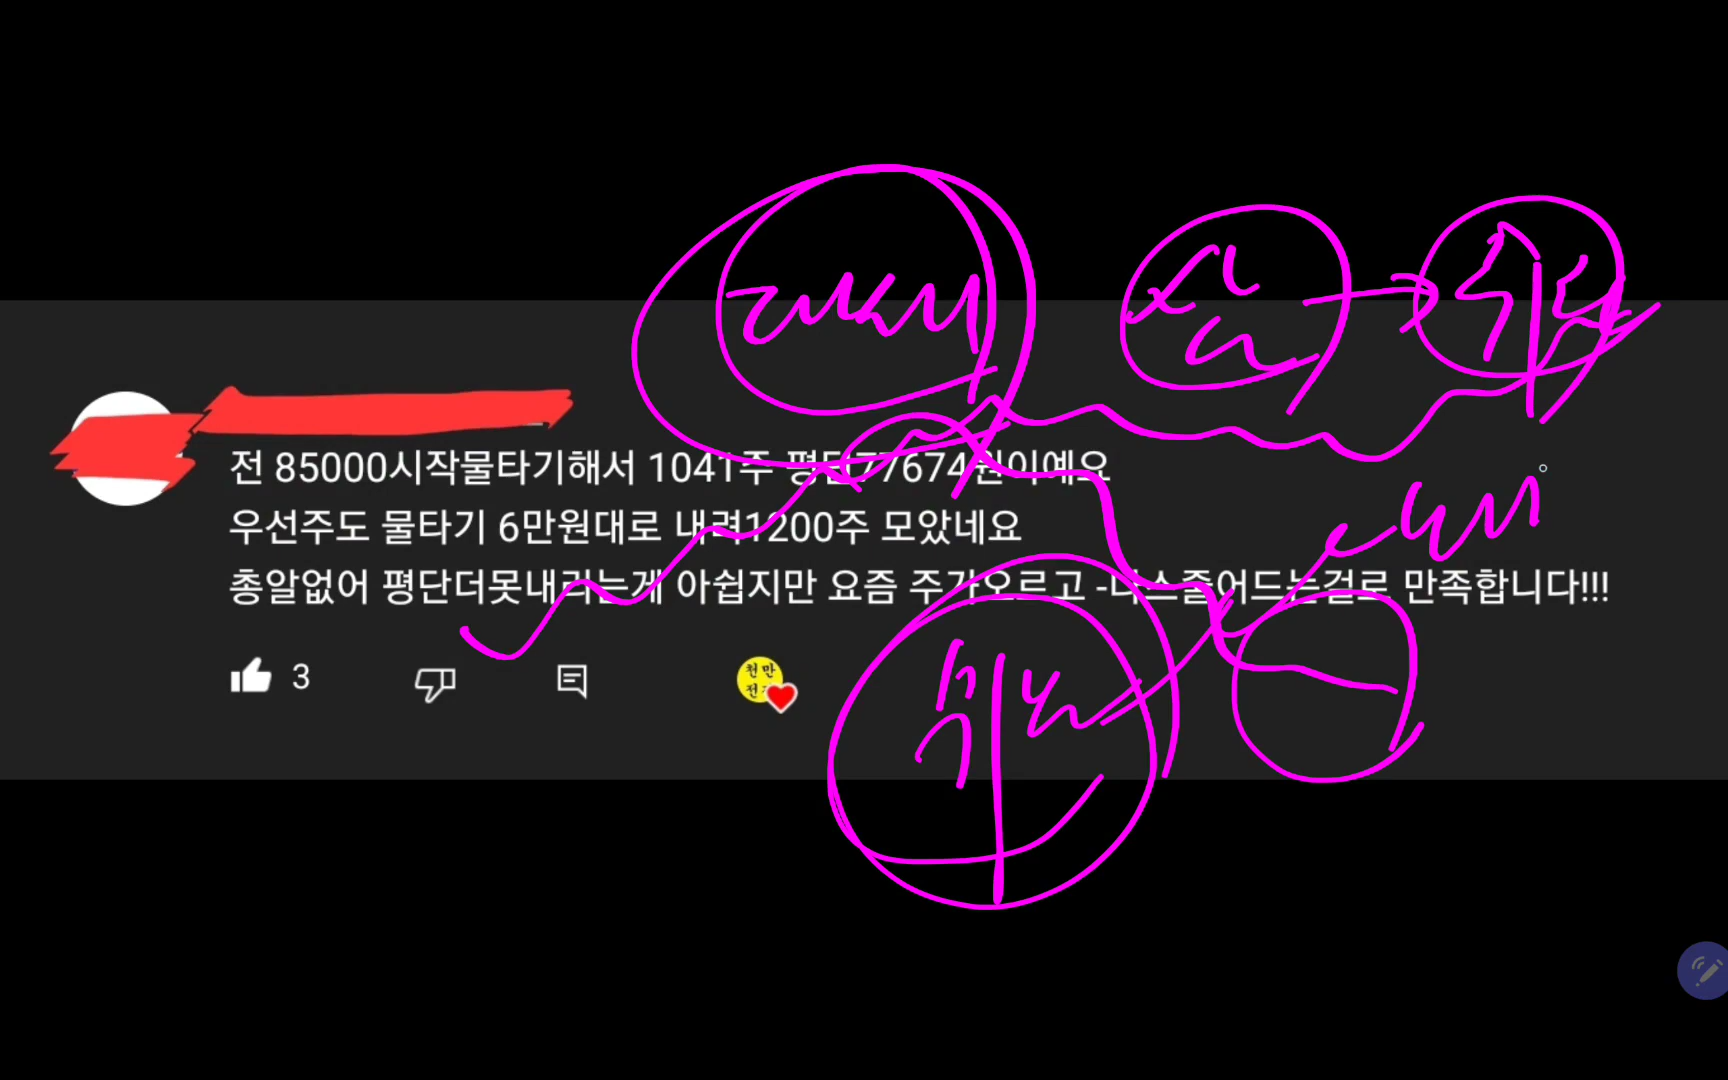 전 85000시작물타기해서 1041주 평단77674원이예요
우선주도 물타기 6만원대로 내려1200주 모았네요
총알없어 평단더못내리는게 아쉽지만 요즘 주가오르고 -나스줄어드는걸로 만족합니다!!!
3
천만